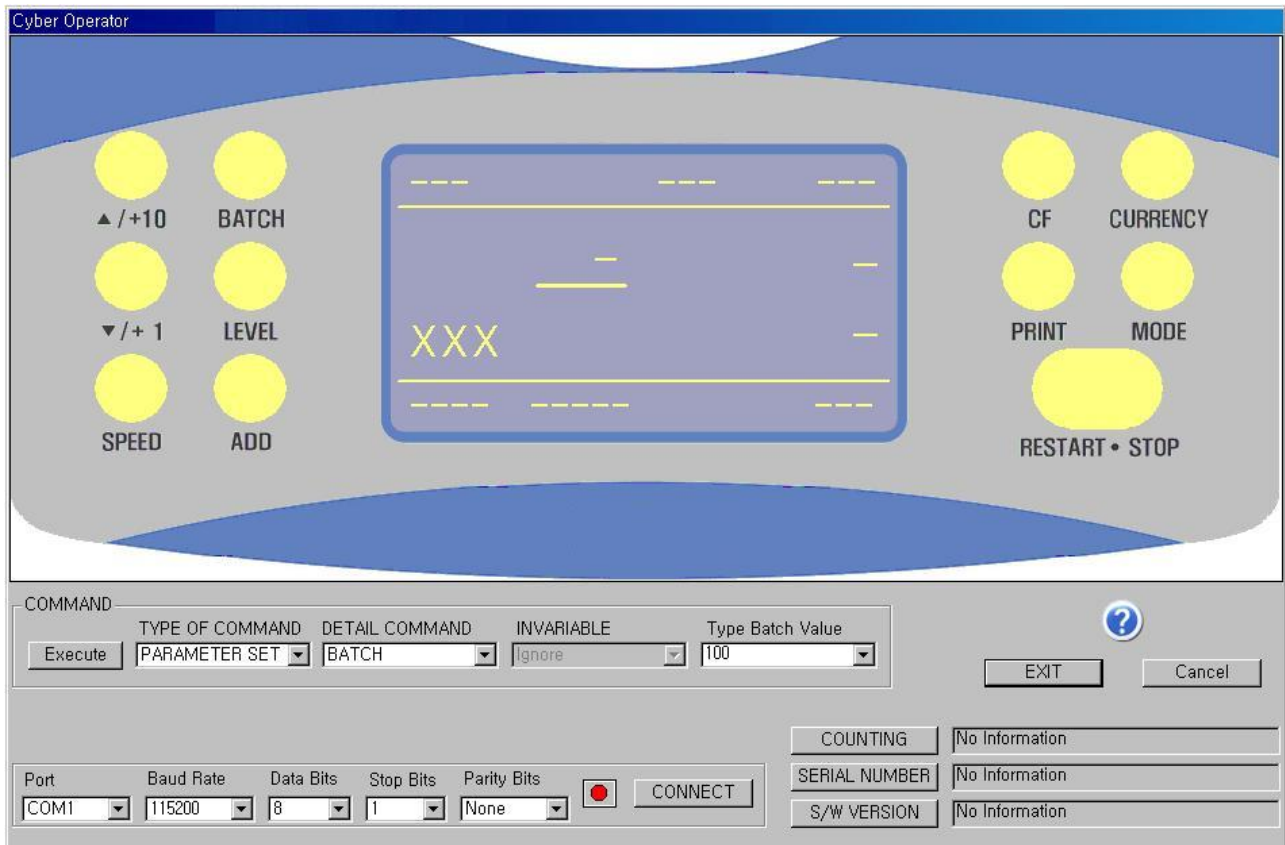 Cyber Operator
--- --- ---
▲/+10 BATCH CF CURRENCY
- -
▼/+ 1 LEVEL XXX - PRINT MODE
---- ----- ---
SPEED ADD RESTART • STOP
COMMAND
TYPE OF COMMAND DETAIL COMMAND INVARIABLE Type Batch Value
Execute PARAMETER SET BATCH Ignore 100
?
EXIT Cancel
COUNTING No Information
Port Baud Rate Data Bits Stop Bits Parity Bits SERIAL NUMBER No Information
COM1 115200 8 1 None CONNECT
S/W VERSION No Information